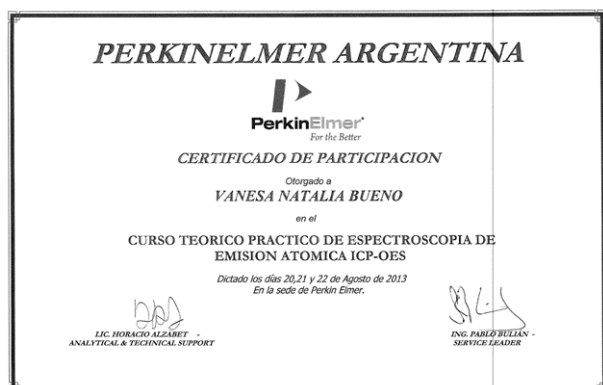 PERKINELMER ARGENTINA
PerkinElmer
For the Better
CERTIFICADO DE PARTICIPACION
Otorgado a
VANESA NATALIA BUENO
en el
CURSO TEORICO PRACTICO DE ESPECTROSCOPIA DE
EMISION ATOMICA ICP-OES
Dictado los días 20,21 y 22 de Agosto de 2013
En la sede de Perkin Elmer.
LIC. HORACIO ALZABET -
ANALYTICAL & TECHNICAL SUPPORT
ING. PABLO BULIAN -
SERVICE LEADER